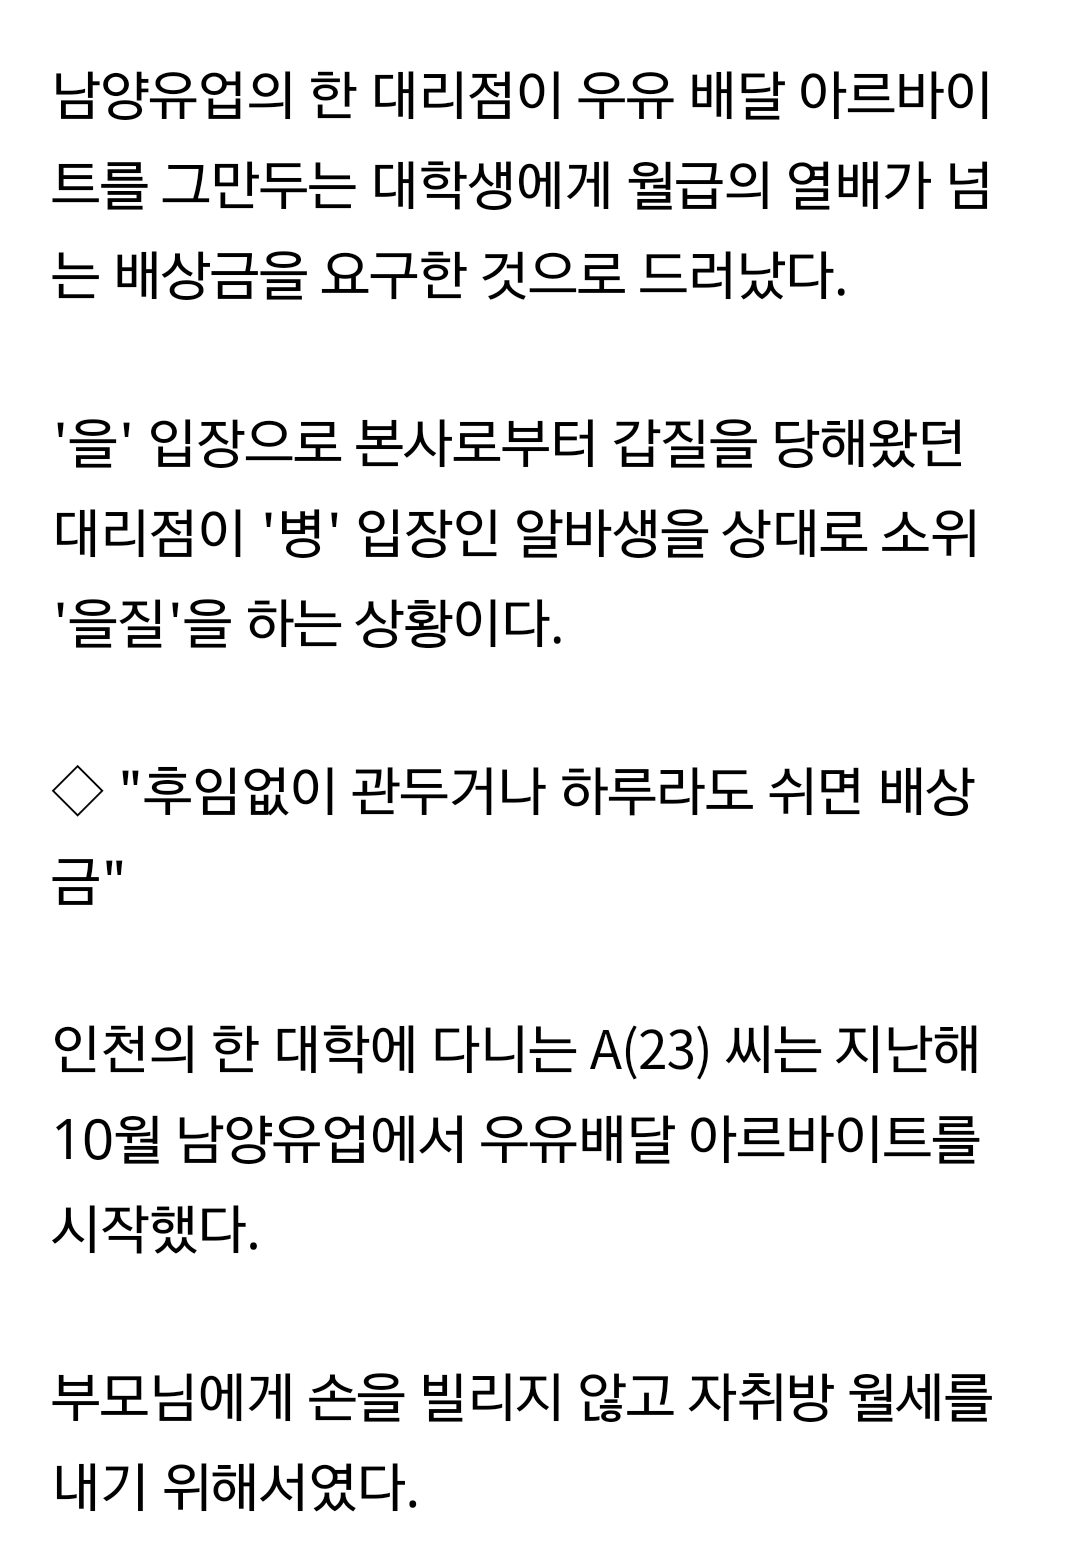 남양유업의 한 대리점이 우유 배달 아르바이
트를 그만두는 대학생에게 월급의 열배가 넘
는 배상금을 요구한 것으로 드러났다.
'을' 입장으로 본사로부터 갑질을 당해왔던
대리점이 '병' 입장인 알바생을 상대로 소위
'을질'을 하는 상황이다.
◇ "후임없이 관두거나 하루라도 쉬면 배상
금"
인천의 한 대학에 다니는 A(23) 씨는 지난해
10월 남양유업에서 우유배달 아르바이트를
시작했다.
부모님에게 손을 빌리지 않고 자취방 월세를
내기 위해서였다.